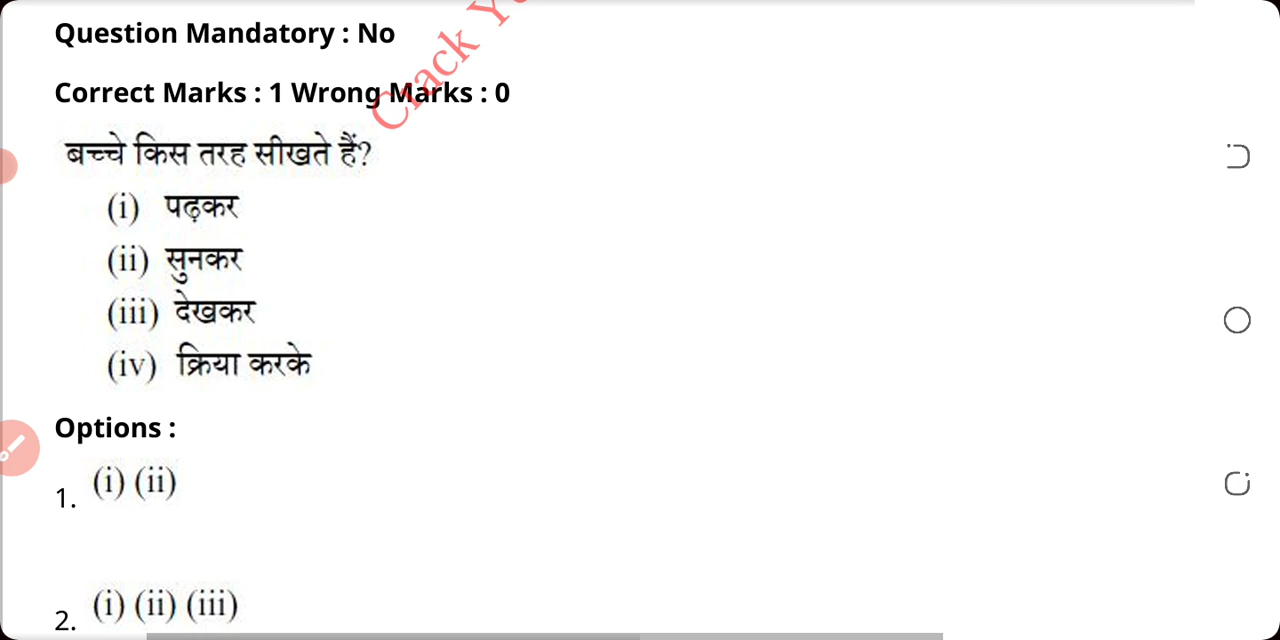 Question Mandatory : No
Correct Marks : 1 Wrong Marks : 0
बच्चे किस तरह सीखते हैं?
(i) पढ़कर
(ii) सुनकर
(iii) देखकर
(iv) क्रिया करके
Options :
1. (i) (ii)
2. (i) (ii) (iii)
Crack